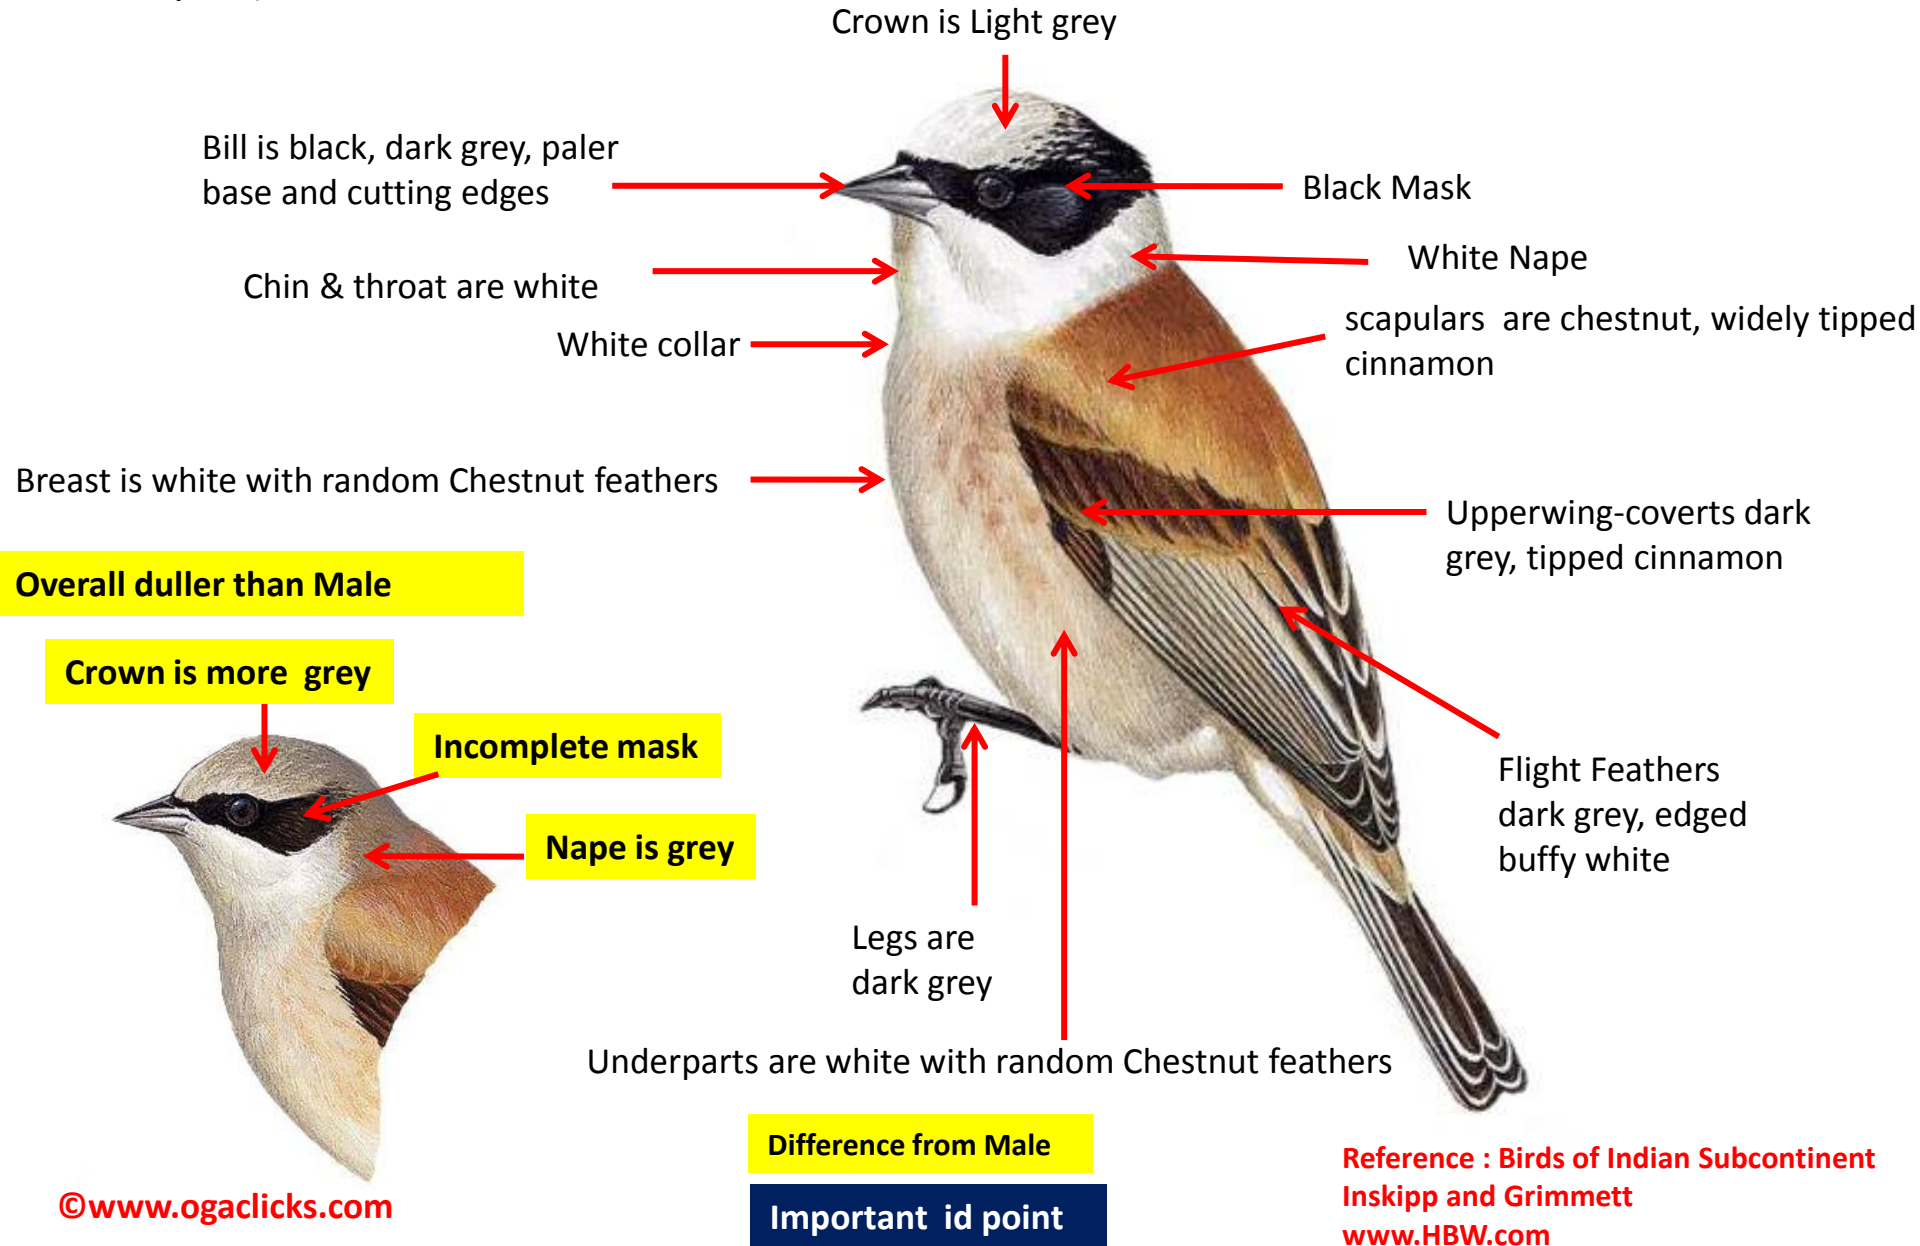 Crown is Light grey
Bill is black, dark grey, paler
base and cutting edges
Black Mask
White Nape
Chin & throat are white
scapulars  are chestnut, widely tipped
cinnamon
White collar
Breast is white with random Chestnut feathers
Upperwing-coverts dark
grey, tipped cinnamon
Overall duller than Male
Crown is more  grey
Incomplete mask
Nape is grey
Flight Feathers
dark grey, edged
buffy white
Legs are
dark grey
Underparts are white with random Chestnut feathers
Difference from Male
Important  id point
Reference : Birds of Indian Subcontinent
Inskipp and Grimmett
www.HBW.com
©www.ogaclicks.com